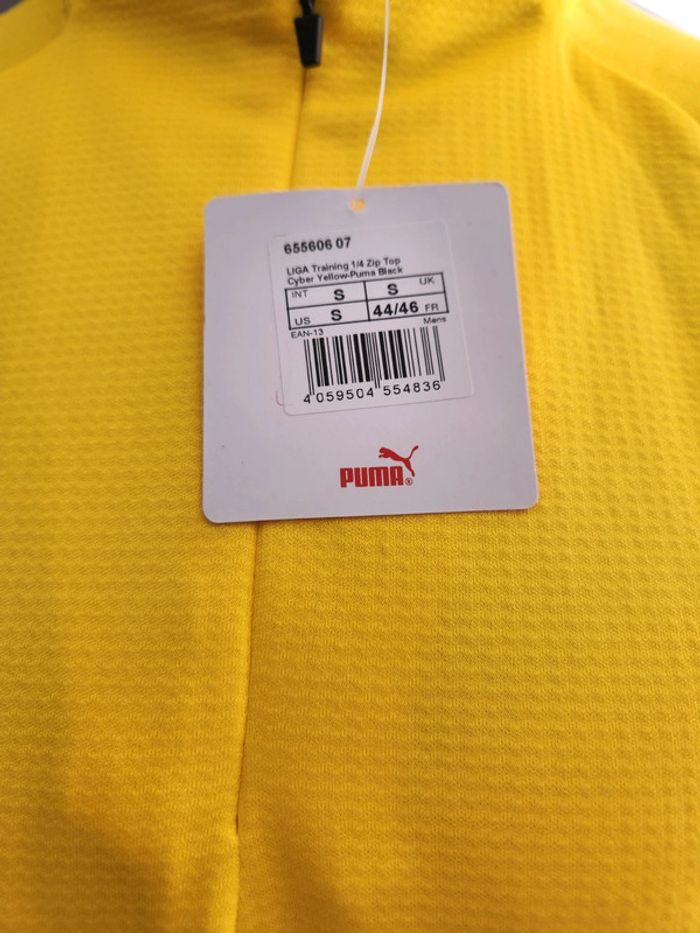 655606 07
LIGA Training 1/4 Zip Top
Cyber Yellow-Puma Black
INT S S UK
US S 44/46 FR
EAN-13 Mens
4 059504 554836
PUMA®